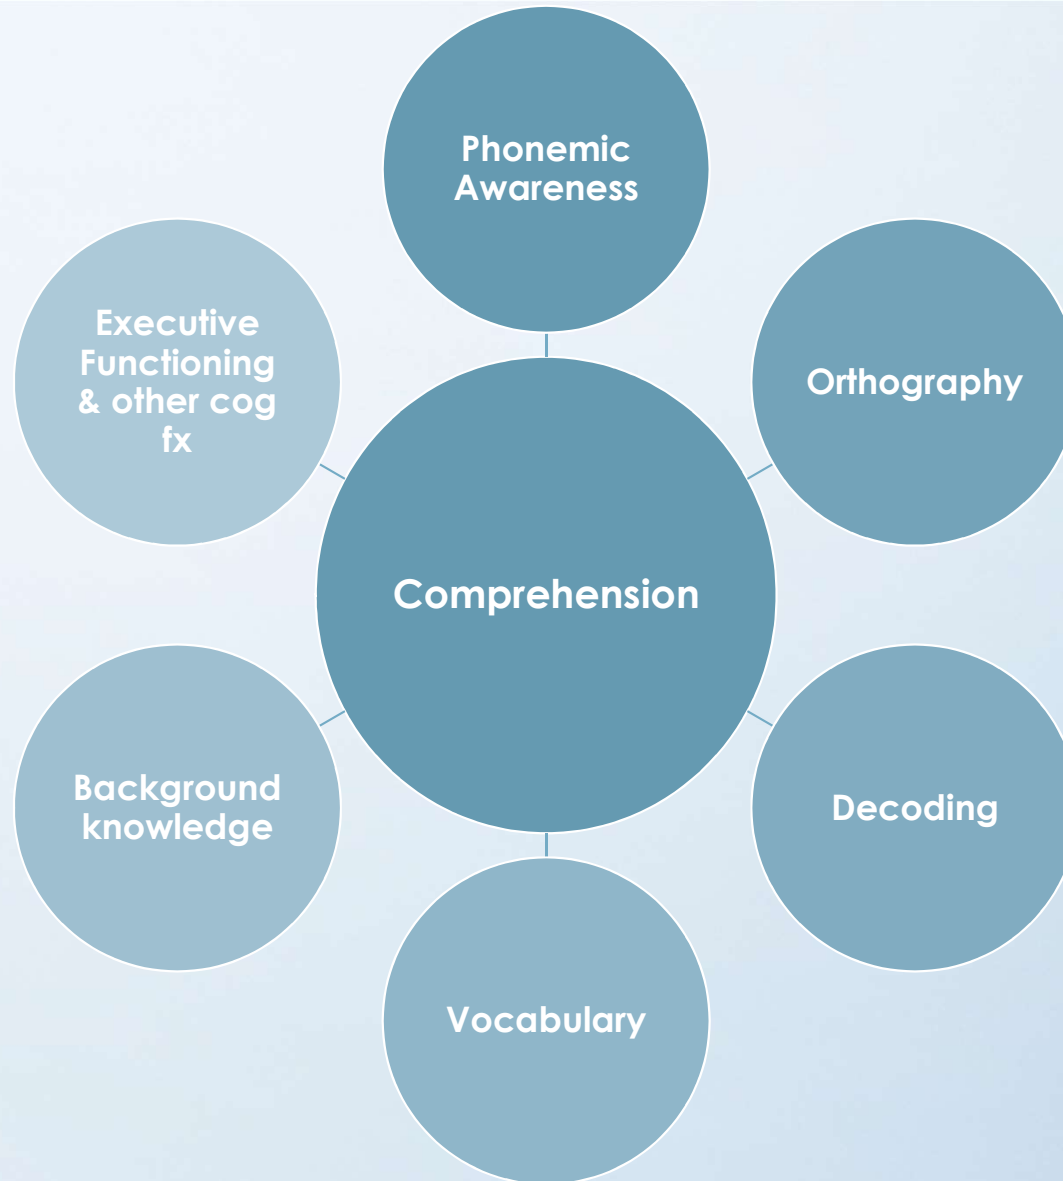 Phonemic
Awareness
Executive
Functioning
& other cog
fx
Orthography
Comprehension
Background
knowledge
Decoding
Vocabulary